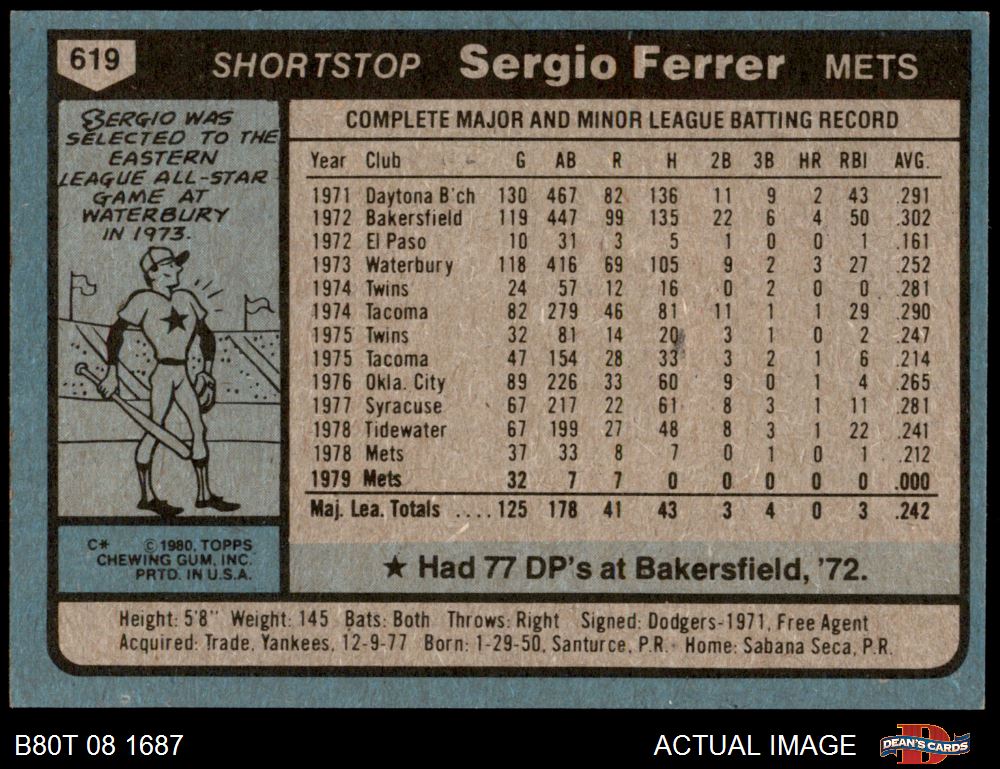 619 SHORTSTOP Sergio Ferrer METS
SERGIO WAS
SELECTED TO THE
EASTERN
LEAGUE ALL-STAR
GAME AT
WATERBURY
IN 1973.
COMPLETE MAJOR AND MINOR LEAGUE BATTING RECORD
Year Club G AB R H 2B 3B HR RBI AVG.
1971 Daytona B'ch 130 467 82 136 11 9 2 43 .291
1972 Bakersfield 119 447 99 135 22 6 4 50 .302
1972 El Paso 10 31 3 5 1 0 0 1 .161
1973 Waterbury 118 416 69 105 9 2 3 27 .252
1974 Twins 24 57 12 16 0 2 0 0 .281
1974 Tacoma 82 279 46 81 11 1 1 29 .290
1975 Twins 32 81 14 20 3 1 0 2 .247
1975 Tacoma 47 154 28 33 3 2 1 6 .214
1976 Okla. City 89 226 33 60 9 0 1 4 .265
1977 Syracuse 67 217 22 61 8 3 1 11 .281
1978 Tidewater 67 199 27 48 8 3 1 22 .241
1978 Mets 37 33 8 7 0 1 0 1 .212
1979 Mets 32 7 7 0 0 0 0 0 .000
Maj. Lea. Totals .... 125 178 41 43 3 4 0 3 .242
C* © 1980, TOPPS
CHEWING GUM, INC.
PRTD. IN U.S.A.
★ Had 77 DP's at Bakersfield, '72.
Height: 5'8" Weight: 145 Bats: Both Throws: Right Signed: Dodgers-1971, Free Agent
Acquired: Trade, Yankees, 12-9-77 Born: 1-29-50, Santurce, P.R. Home: Sabana Seca, P.R.
B80T 08 1687
ACTUAL IMAGE
DEAN'S CARDS